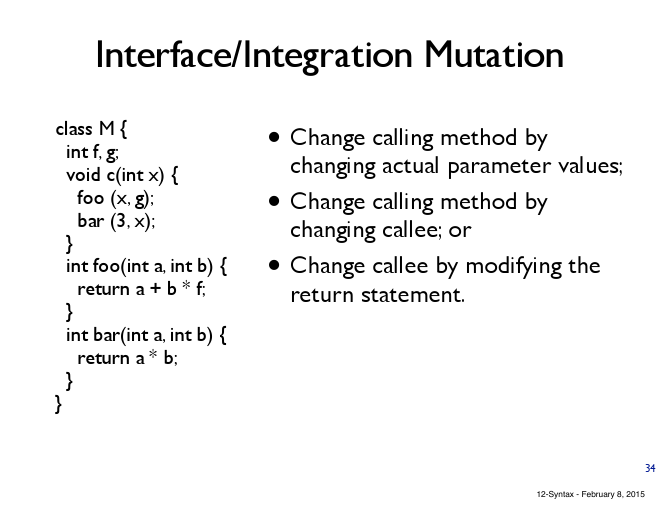 Interface/Integration Mutation
class M {
int f, g;
void c(int x) {
foo (x, g);
bar (3, x);
}
int foo(int a, int b) {
return a + b * f;
}
int bar(int a, int b) {
return a * b;
}
}
• Change calling method by
changing actual parameter values;
• Change calling method by
changing callee; or
• Change callee by modifying the
return statement.
34
12-Syntax - February 8, 2015